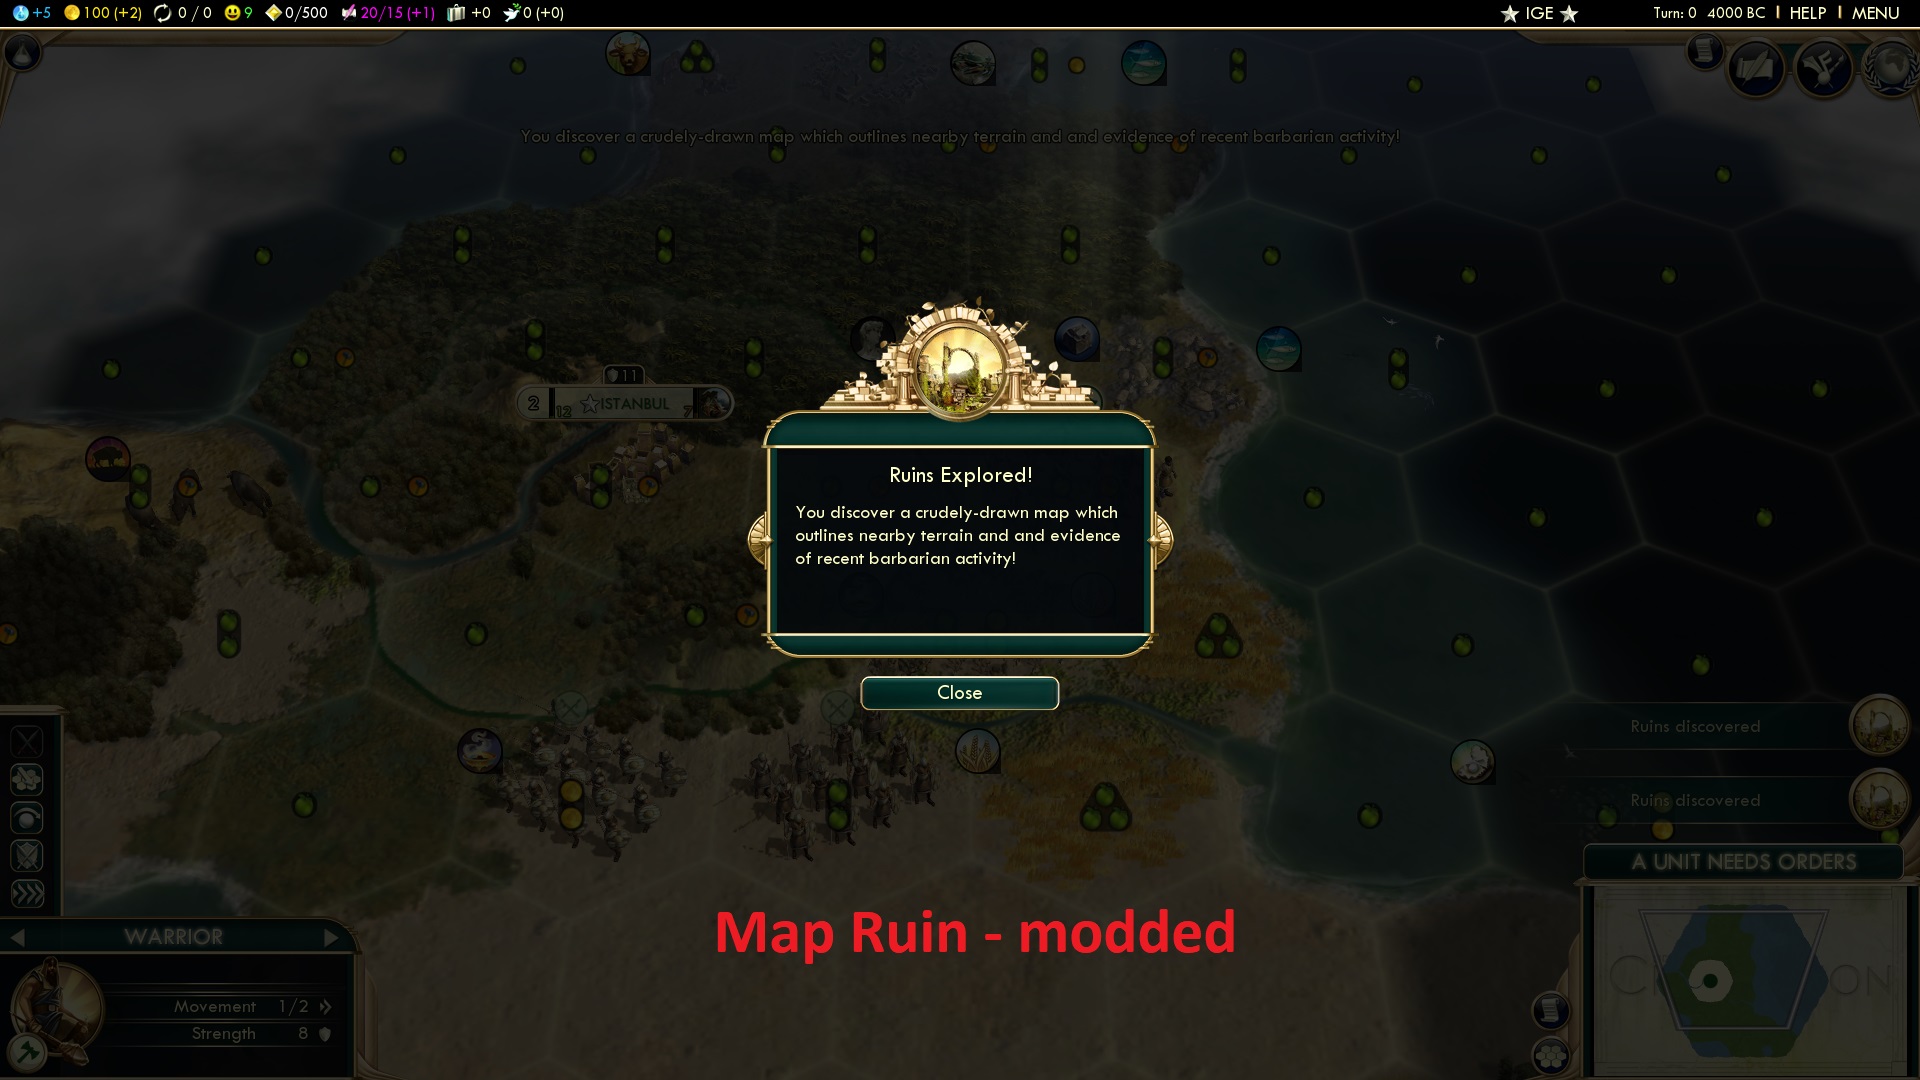 +5 100 (+2) 0 / 0 9 0/500 20/15 (+1) +0 0 (+0) IGE Turn: 0 4000 BC HELP MENU
You discover a crudely-drawn map which outlines nearby terrain and and evidence of recent barbarian activity!
11
2 12 ISTANBUL 7
Ruins Explored!
You discover a crudely-drawn map which
outlines nearby terrain and and evidence
of recent barbarian activity!
Close
Ruins discovered
Ruins discovered
A UNIT NEEDS ORDERS
Map Ruin - modded
WARRIOR
Movement 1/2
Strength 8